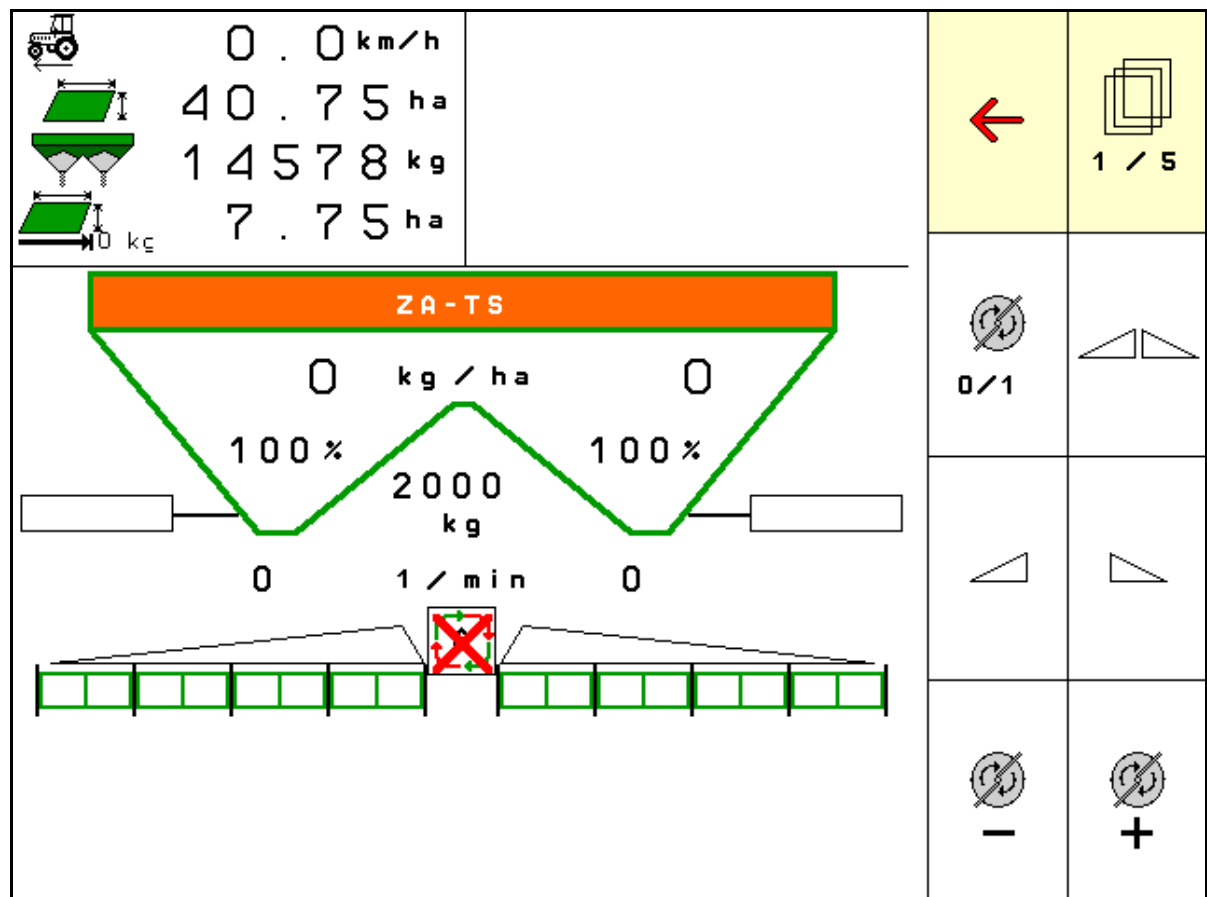 0.0 km/h
40.75 ha
14578 kg
7.75 ha
0 kg
1 / 5
ZA-TS
0 kg/ha 0
100% 100%
2000
kg
0 1/min 0
0/1
− +